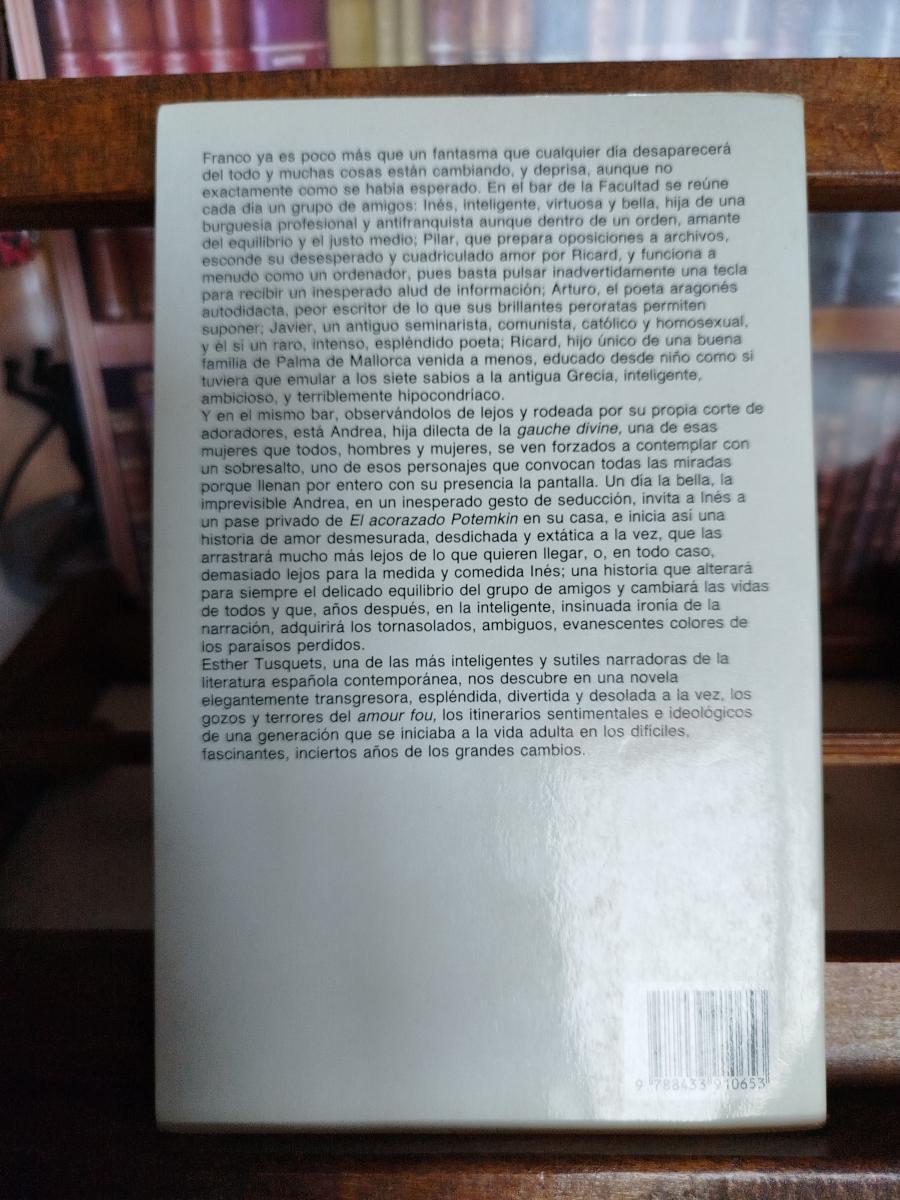 Franco ya es poco más que un fantasma que cualquier día desaparecerá
del todo y muchas cosas están cambiando, y deprisa, aunque no
exactamente como se había esperado. En el bar de la Facultad se reúne
cada día un grupo de amigos: Inés, inteligente, virtuosa y bella, hija de una
burguesía profesional y antifranquista aunque dentro de un orden, amante
del equilibrio y el justo medio; Pilar, que prepara oposiciones a archivos,
esconde su desesperado y cuadriculado amor por Ricard, y funciona a
menudo como un ordenador, pues basta pulsar inadvertidamente una tecla
para recibir un inesperado alud de información; Arturo, el poeta aragonés
autodidacta, peor escritor de lo que sus brillantes peroratas permiten
suponer; Javier, un antiguo seminarista, comunista, católico y homosexual,
y él sí un raro, intenso, espléndido poeta; Ricard, hijo único de una buena
familia de Palma de Mallorca venida a menos, educado desde niño como si
tuviera que emular a los siete sabios a la antigua Grecia, inteligente,
ambicioso, y terriblemente hipocondríaco.
Y en el mismo bar, observándolos de lejos y rodeada por su propia corte de
adoradores, está Andrea, hija dilecta de la gauche divine, una de esas
mujeres que todos, hombres y mujeres, se ven forzados a contemplar con
un sobresalto, uno de esos personajes que convocan todas las miradas
porque llenan por entero con su presencia la pantalla. Un día la bella, la
imprevisible Andrea, en un inesperado gesto de seducción, invita a Inés a
un pase privado de El acorazado Potemkin en su casa, e inicia así una
historia de amor desmesurada, desdichada y extática a la vez, que las
arrastrará mucho más lejos de lo que quieren llegar, o, en todo caso,
demasiado lejos para la medida y comedida Inés; una historia que alterará
para siempre el delicado equilibrio del grupo de amigos y cambiará las vidas
de todos y que, años después, en la inteligente, insinuada ironía de la
narración, adquirirá los tornasolados, ambiguos, evanescentes colores de
los paraísos perdidos.
Esther Tusquets, una de las más inteligentes y sutiles narradoras de la
literatura española contemporánea, nos descubre en una novela
elegantemente transgresora, espléndida, divertida y desolada a la vez, los
gozos y terrores del amour fou, los itinerarios sentimentales e ideológicos
de una generación que se iniciaba a la vida adulta en los difíciles,
fascinantes, inciertos años de los grandes cambios.
9 788433 910653